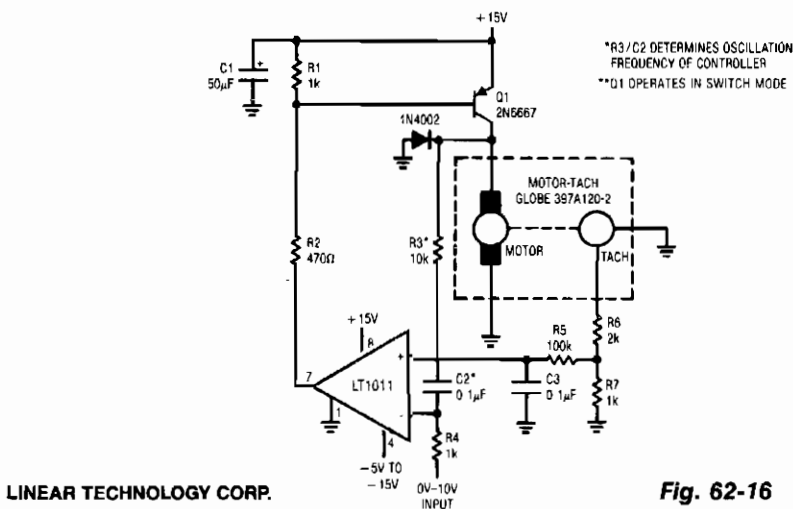 +15V
*R3/C2 DETERMINES OSCILLATION
FREQUENCY OF CONTROLLER
**Q1 OPERATES IN SWITCH MODE
C1
50µF
+
R1
1k
Q1
2N6667
1N4002
MOTOR-TACH
GLOBE 397A120-2
MOTOR
TACH
R2
470Ω
R3*
10k
+15V
8
R5
100k
R6
2k
7
LT1011
+
-
1
4
C2*
0.1µF
C3
0.1µF
R7
1k
R4
1k
-5V TO
-15V
0V–10V
INPUT
LINEAR TECHNOLOGY CORP.
Fig. 62-16